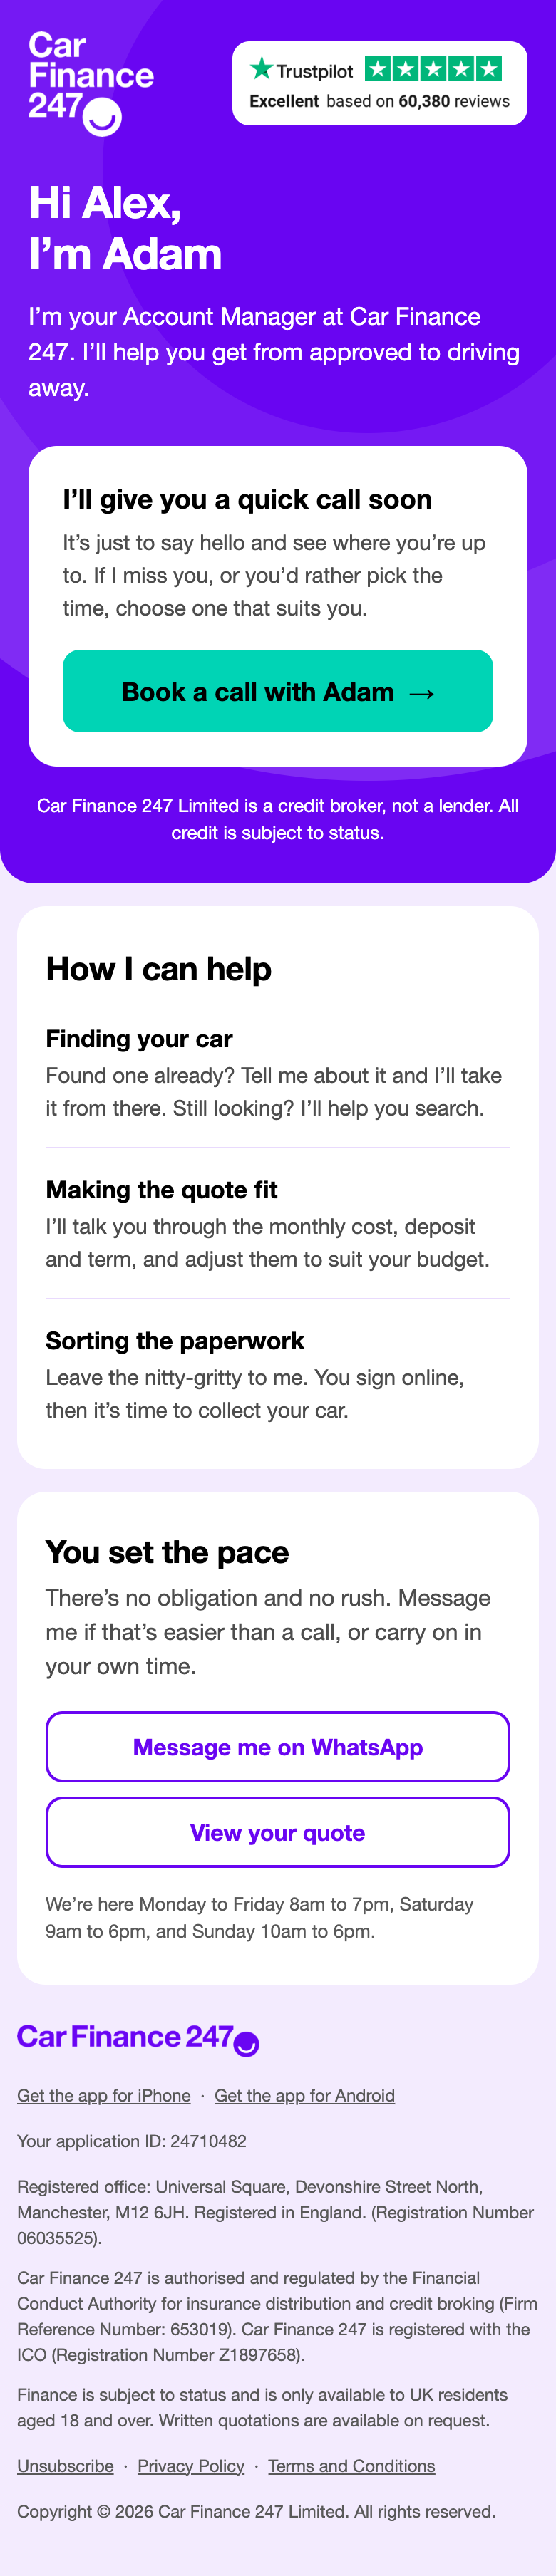 Car
Finance
247
Trustpilot
Excellent based on 60,380 reviews
Hi Alex,
I'm Adam
I'm your Account Manager at Car Finance
247. I'll help you get from approved to driving
away.
I'll give you a quick call soon
It's just to say hello and see where you're up
to. If I miss you, or you'd rather pick the
time, choose one that suits you.
Book a call with Adam →
Car Finance 247 Limited is a credit broker, not a lender. All
credit is subject to status.
How I can help
Finding your car
Found one already? Tell me about it and I'll take
it from there. Still looking? I'll help you search.
Making the quote fit
I'll talk you through the monthly cost, deposit
and term, and adjust them to suit your budget.
Sorting the paperwork
Leave the nitty-gritty to me. You sign online,
then it's time to collect your car.
You set the pace
There's no obligation and no rush. Message
me if that's easier than a call, or carry on in
your own time.
Message me on WhatsApp
View your quote
We're here Monday to Friday 8am to 7pm, Saturday
9am to 6pm, and Sunday 10am to 6pm.
Car Finance 247
Get the app for iPhone · Get the app for Android
Your application ID: 24710482
Registered office: Universal Square, Devonshire Street North,
Manchester, M12 6JH. Registered in England. (Registration Number
06035525).
Car Finance 247 is authorised and regulated by the Financial
Conduct Authority for insurance distribution and credit broking (Firm
Reference Number: 653019). Car Finance 247 is registered with the
ICO (Registration Number Z1897658).
Finance is subject to status and is only available to UK residents
aged 18 and over. Written quotations are available on request.
Unsubscribe · Privacy Policy · Terms and Conditions
Copyright © 2026 Car Finance 247 Limited. All rights reserved.